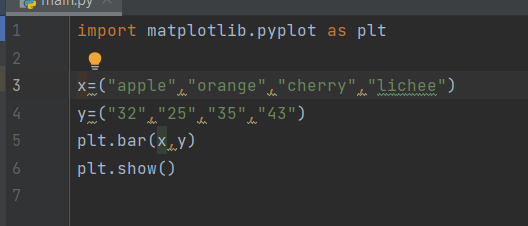 main.py
1 import matplotlib.pyplot as plt
2
3 x=("apple","orange","cherry","lichee")
4 y=("32","25","35","43")
5 plt.bar(x,y)
6 plt.show()
7